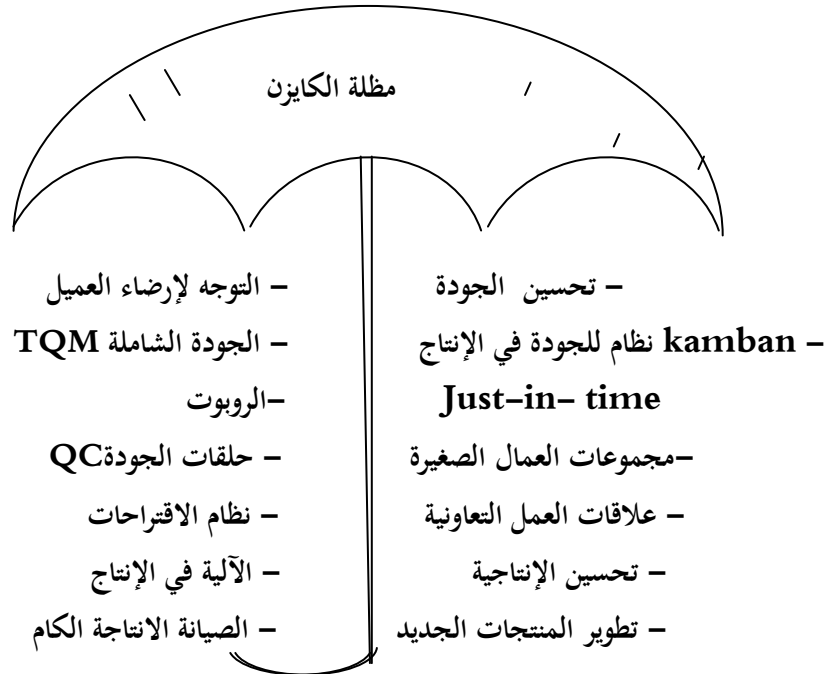 مظلة الكايزن
– تحسين الجودة
– kamban نظام للجودة في الإنتاج –
Just–in– time
–مجموعات العمال الصغيرة
– علاقات العمل التعاونية
– تحسين الإنتاجية
– تطوير المنتجات الجديد
– التوجه لإرضاء العميل
– الجودة الشاملة TQM
–الروبوت
– حلقات الجودةQC
– نظام الاقتراحات
– الآلية في الإنتاج
– الصيانة الانتاجة الكام